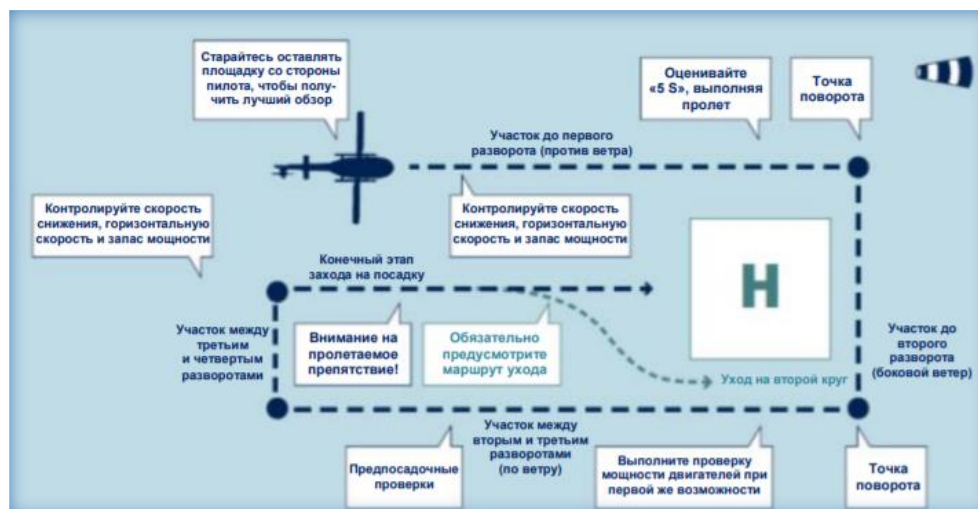 Старайтесь оставлять
площадку со стороны
пилота, чтобы полу-
чить лучший обзор
Оценивайте
«5 S», выполняя
пролет
Точка
поворота
Участок до первого
разворота (против ветра)
Контролируйте скорость
снижения, горизонтальную
скорость и запас мощности
Контролируйте скорость
снижения, горизонтальную
скорость и запас мощности
Конечный этап
захода на посадку
H
Участок между
третьим
и четвертым
разворотами
Внимание на
пролетаемое
препятствие!
Обязательно
предусмотрите
маршрут ухода
Участок до
второго
разворота
(боковой ветер)
Уход на второй круг
Участок между
вторым и третьим
разворотами
(по ветру)
Предпосадочные
проверки
Выполните проверку
мощности двигателей при
первой же возможности
Точка
поворота